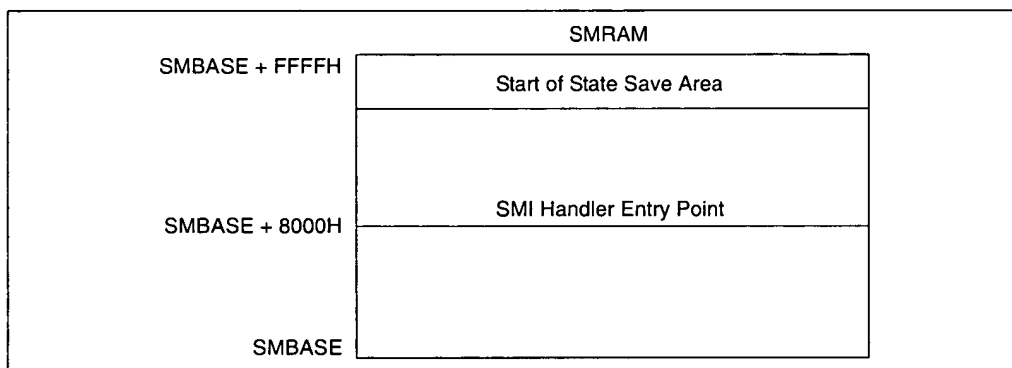 SMRAM
SMBASE + FFFFH
Start of State Save Area
SMI Handler Entry Point
SMBASE + 8000H
SMBASE